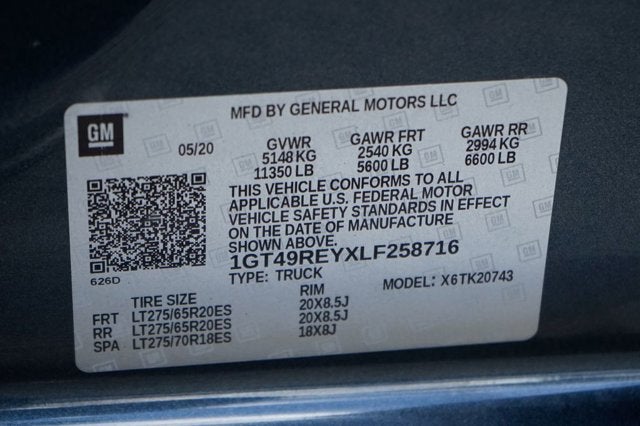 MFD BY GENERAL MOTORS LLC
GM
05/20 GVWR GAWR FRT GAWR RR
5148 KG 2540 KG 2994 KG
11350 LB 5600 LB 6600 LB
THIS VEHICLE CONFORMS TO ALL
APPLICABLE U.S. FEDERAL MOTOR
VEHICLE SAFETY STANDARDS IN EFFECT
ON THE DATE OF MANUFACTURE
SHOWN ABOVE.
1GT49REYXLF258716
626D
TYPE: TRUCK MODEL: X6TK20743
TIRE SIZE RIM
FRT LT275/65R20ES 20X8.5J
RR LT275/65R20ES 20X8.5J
SPA LT275/70R18ES 18X8J